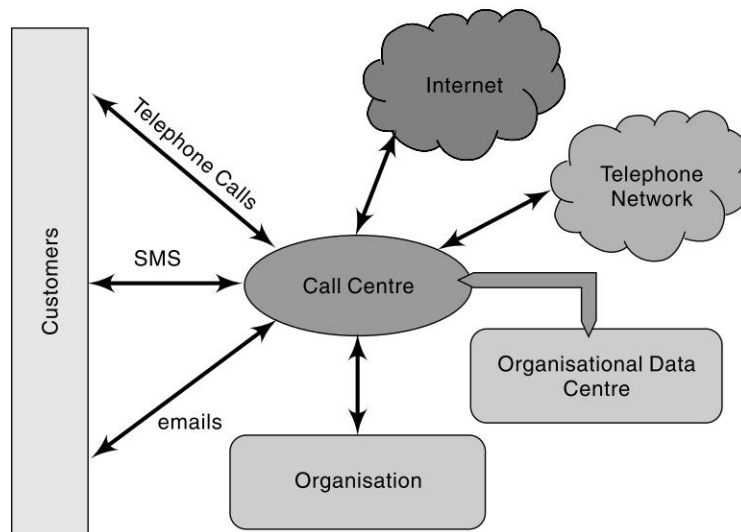 Internet
Telephone Calls
Telephone
Network
SMS
Call Centre
Customers
Organisational Data
Centre
emails
Organisation